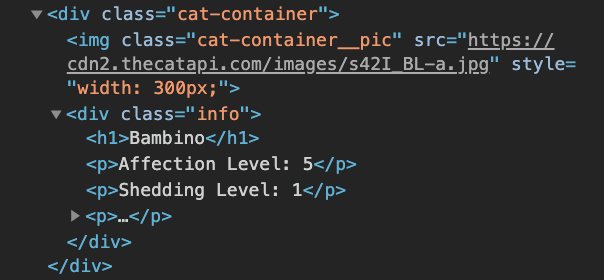 ▼<div class="cat-container">
<img class="cat-container__pic" src="https://
cdn2.thecatapi.com/images/s42I_BL-a.jpg" style=
"width: 300px;">
▼<div class="info">
<h1>Bambino</h1>
<p>Affection Level: 5</p>
<p>Shedding Level: 1</p>
▶<p>…</p>
</div>
</div>